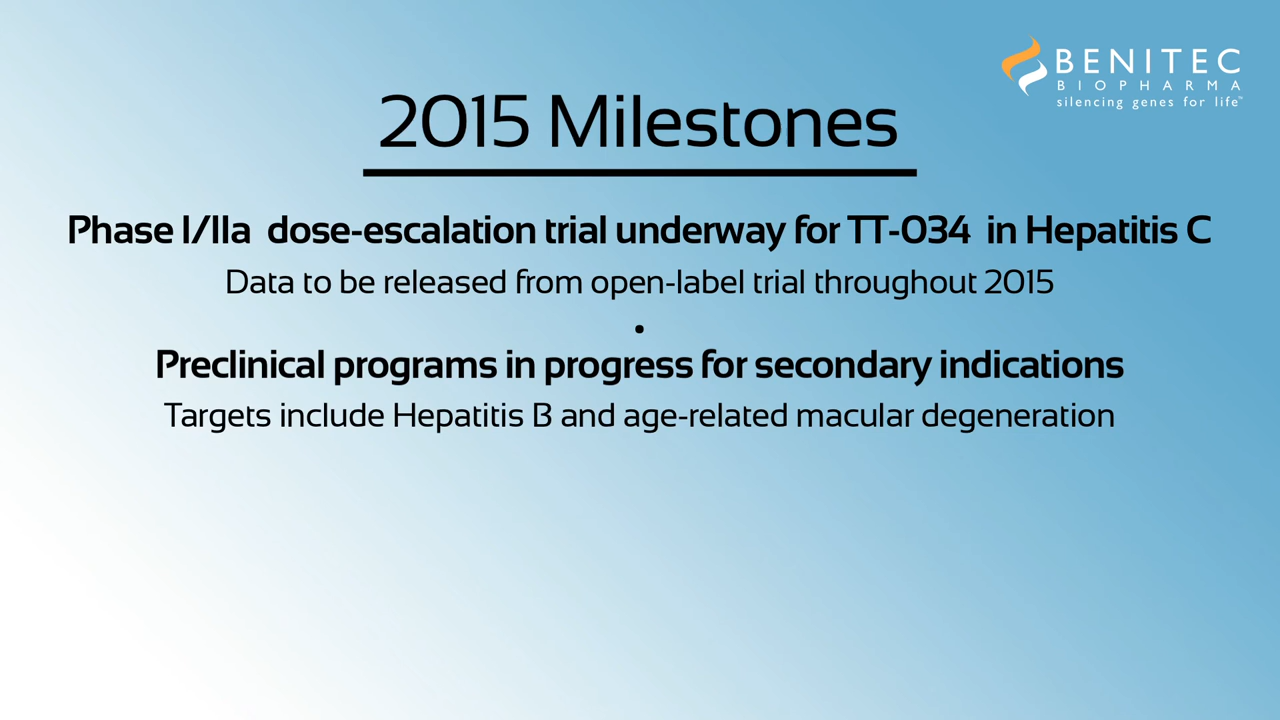 BENITEC
BIOPHARMA
silencing genes for life™
2015 Milestones
Phase I/IIa dose-escalation trial underway for TT-034 in Hepatitis C
Data to be released from open-label trial throughout 2015
•
Preclinical programs in progress for secondary indications
Targets include Hepatitis B and age-related macular degeneration